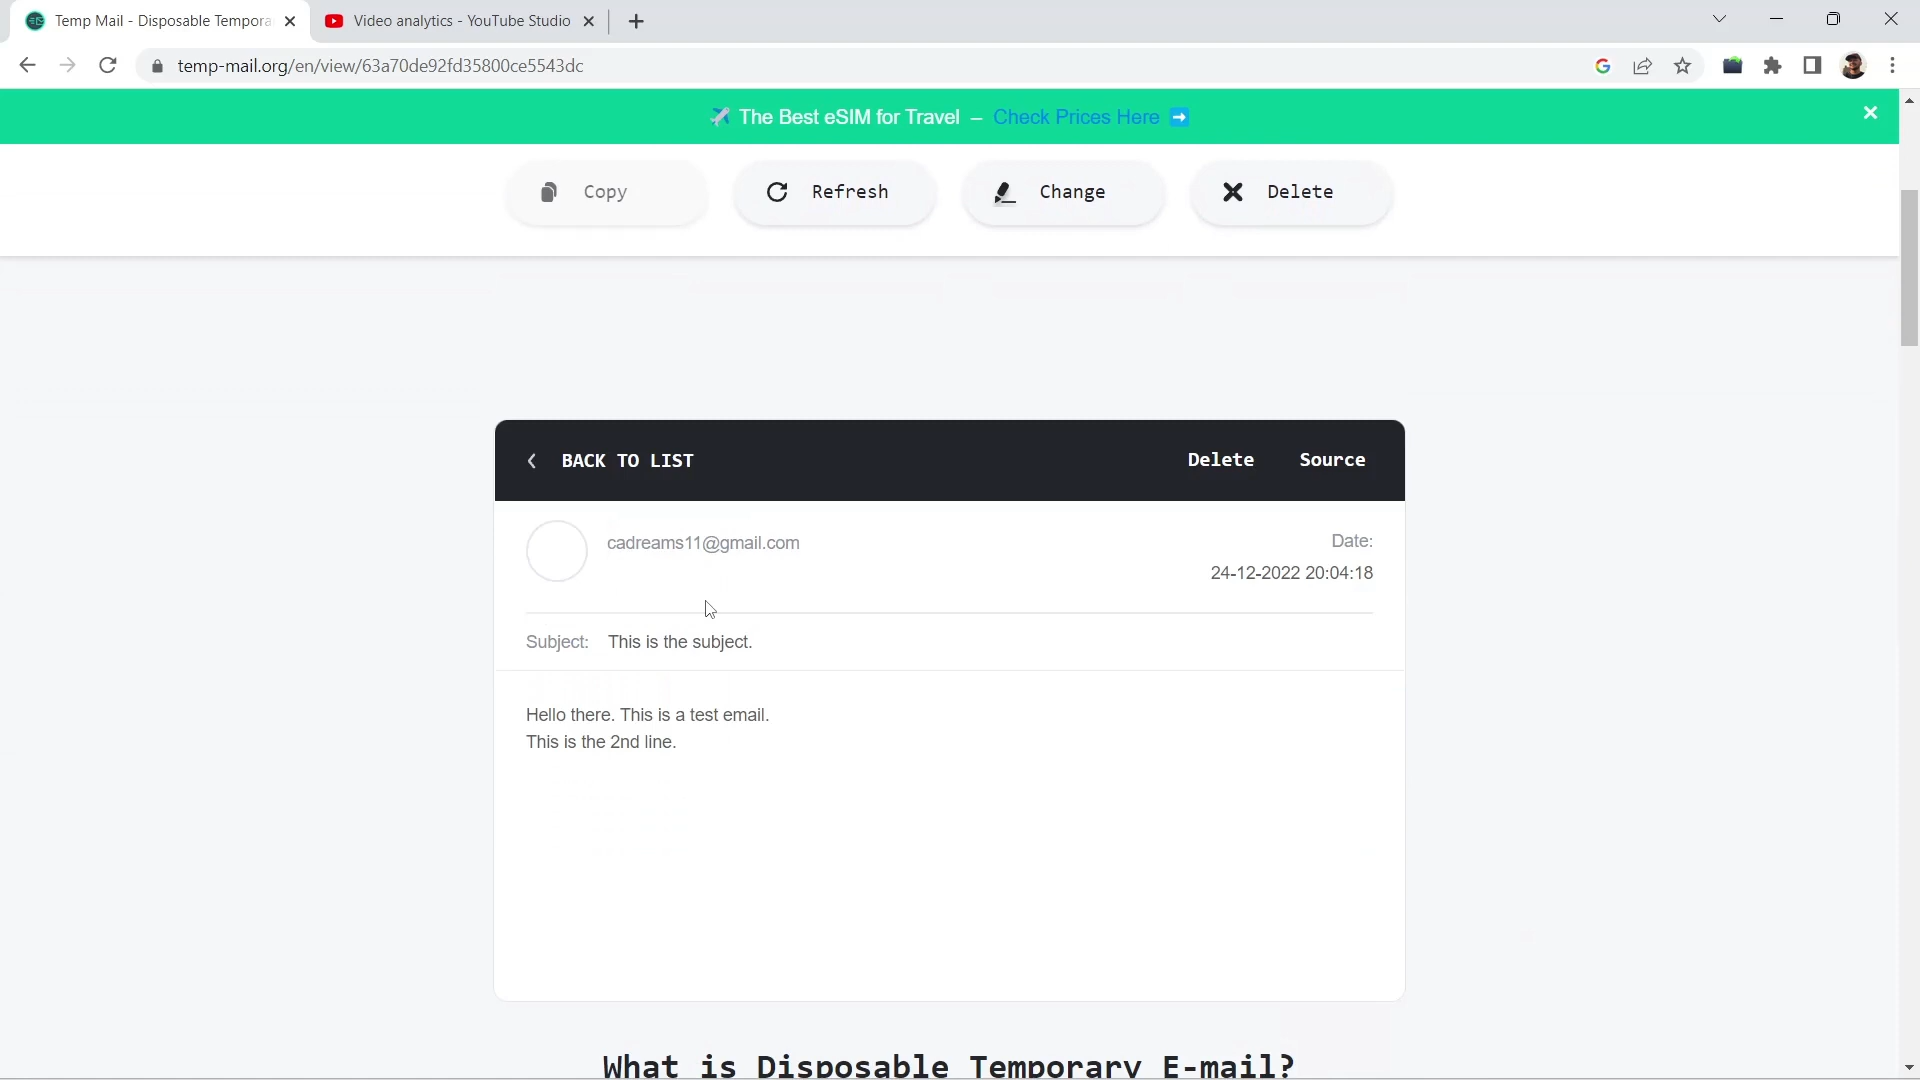 Temp Mail - Disposable Tempora
Video analytics - YouTube Studio
temp-mail.org/en/view/63a70de92fd35800ce5543dc
The Best eSIM for Travel – Check Prices Here
Copy
Refresh
Change
Delete
BACK TO LIST
Delete
Source
cadreams11@gmail.com
Date:
24-12-2022 20:04:18
Subject: This is the subject.
Hello there. This is a test email.
This is the 2nd line.
What is Disposable Temporary E-mail?